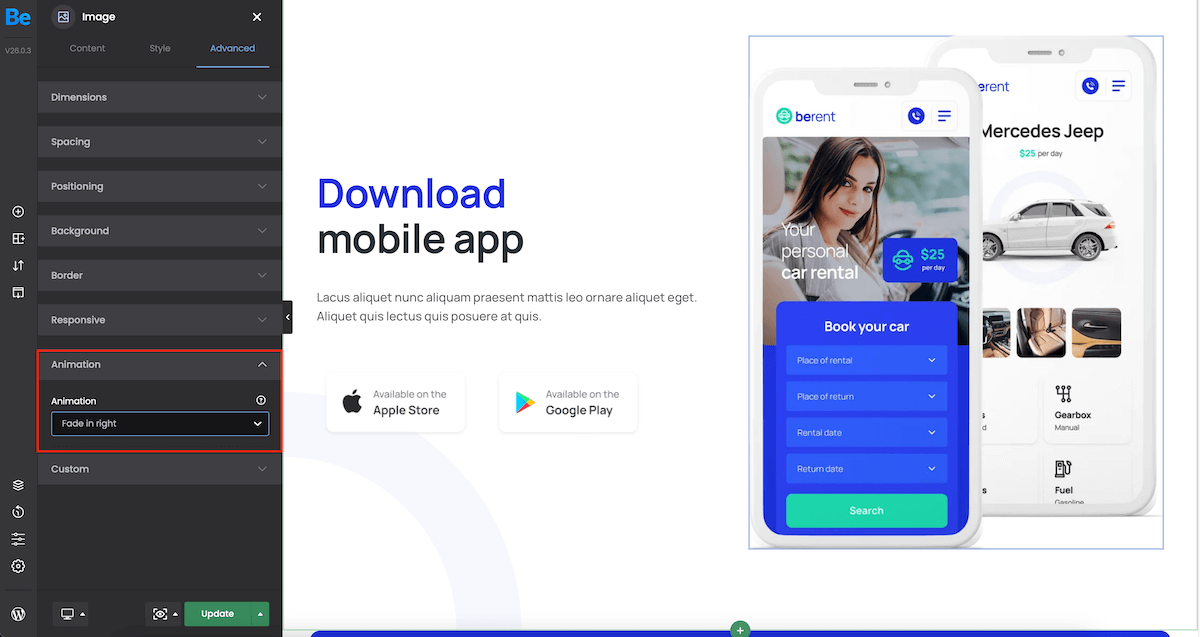 Be
V26.0.3
Image
Content
Style
Advanced
Dimensions
Spacing
Positioning
Background
Border
Responsive
Animation
Animation
Fade in right
Custom
Update
Download
mobile app
Lacus aliquet nunc aliquam praesent mattis leo ornare aliquet eget.
Aliquet quis lectus quis posuere at quis.
Available on the
Apple Store
Available on the
Google Play
berent
Your
personal
car rental
$25
per day
Book your car
Place of rental
Place of return
Rental date
Return date
Search
erent
Mercedes Jeep
$25 per day
Gearbox
Manual
Fuel
Gasoline